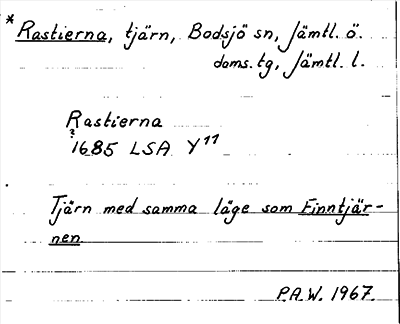 * Rastierna, tjärn, Bodsjö sn, Jämtl. ö.
doms.tg, Jämtl. l.
Rastierna
? 1685 LSA Y 11
Tjärn med samma läge som Finntjär-
nen
P.A.W. 1967.